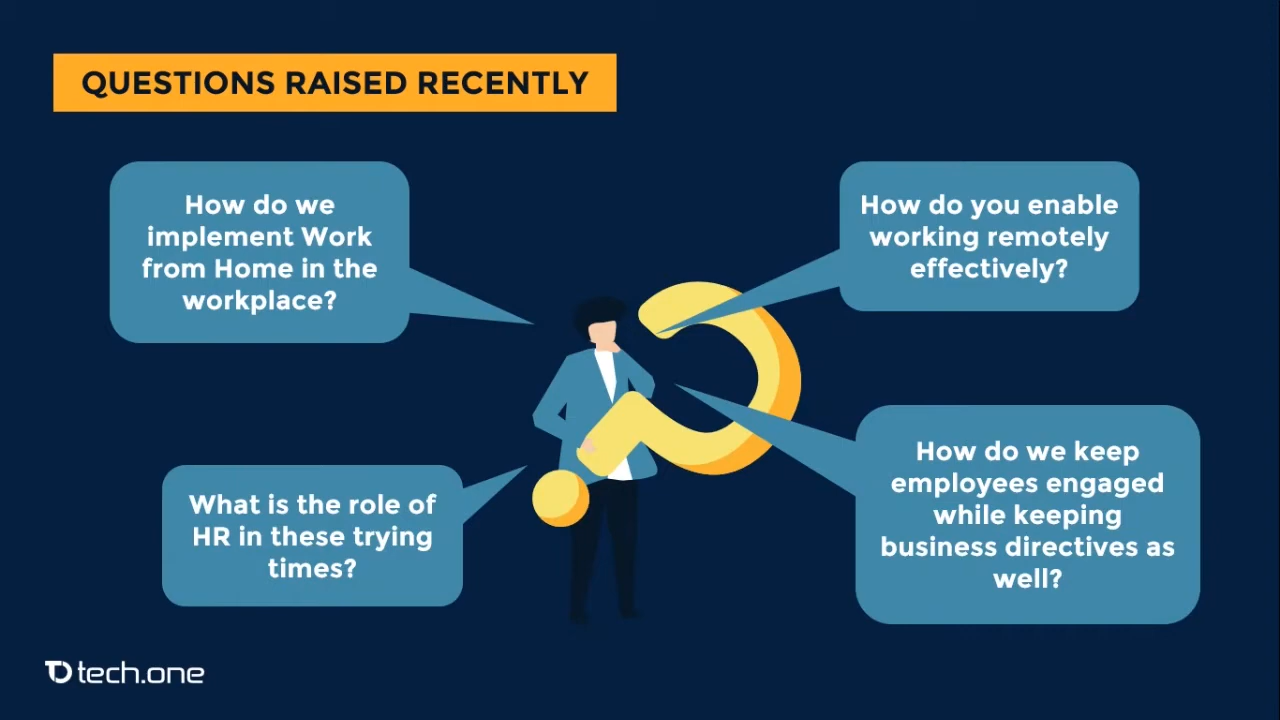 QUESTIONS RAISED RECENTLY
How do we
implement Work
from Home in the
workplace?
How do you enable
working remotely
effectively?
What is the role of
HR in these trying
times?
How do we keep
employees engaged
while keeping
business directives as
well?
tech.one